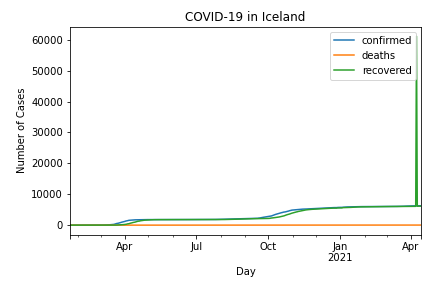 COVID-19 in Iceland
60000
50000
40000
30000
20000
10000
0
Number of Cases
confirmed
deaths
recovered
Apr
Jul
Oct
Jan
2021
Apr
Day